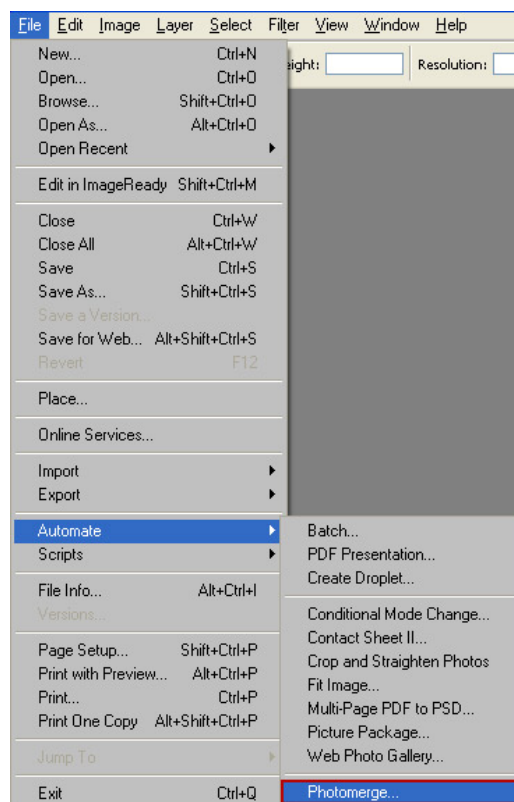 File Edit Image Layer Select Filter View Window Help
eight: Resolution:
New... Ctrl+N
Open... Ctrl+O
Browse... Shift+Ctrl+O
Open As... Alt+Ctrl+O
Open Recent
Edit in ImageReady Shift+Ctrl+M
Close Ctrl+W
Close All Alt+Ctrl+W
Save Ctrl+S
Save As... Shift+Ctrl+S
Save a Version...
Save for Web... Alt+Shift+Ctrl+S
Revert F12
Place...
Online Services...
Import
Export
Automate
Scripts
File Info... Alt+Ctrl+I
Versions...
Page Setup... Shift+Ctrl+P
Print with Preview... Alt+Ctrl+P
Print... Ctrl+P
Print One Copy Alt+Shift+Ctrl+P
Jump To
Exit Ctrl+Q
Batch...
PDF Presentation...
Create Droplet...
Conditional Mode Change...
Contact Sheet II...
Crop and Straighten Photos
Fit Image...
Multi-Page PDF to PSD...
Picture Package...
Web Photo Gallery...
Photomerge...